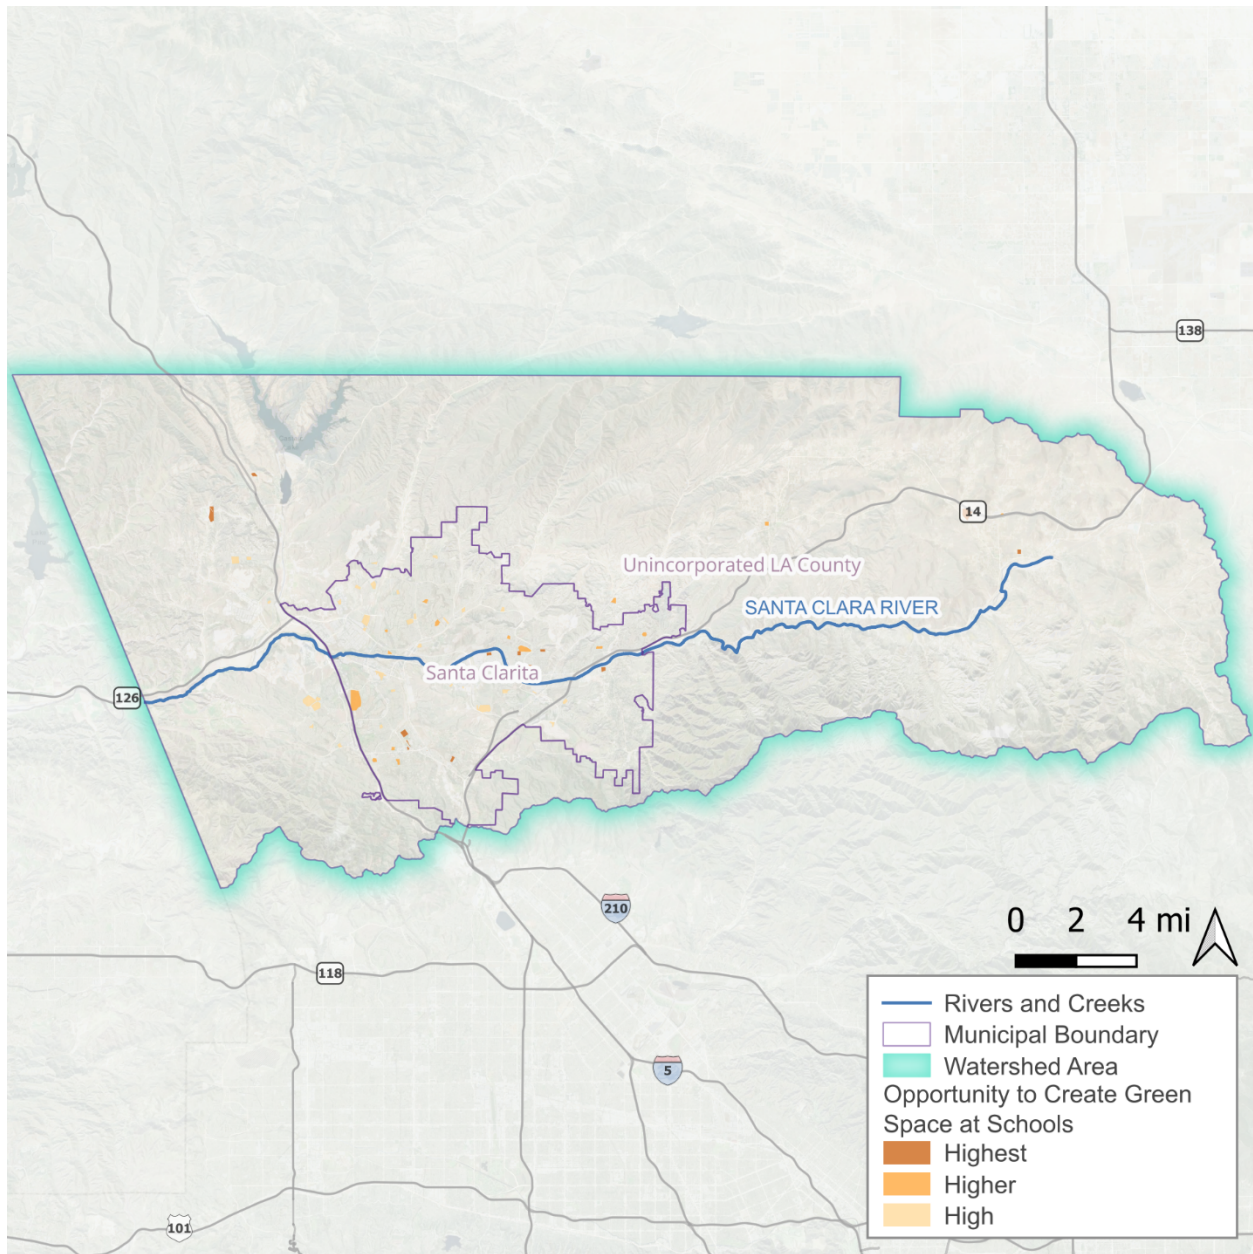 138
14
Unincorporated LA County
SANTA CLARA RIVER
Santa Clarita
126
210
0 2 4 mi
118
5
101
Rivers and Creeks
Municipal Boundary
Watershed Area
Opportunity to Create Green
Space at Schools
Highest
Higher
High